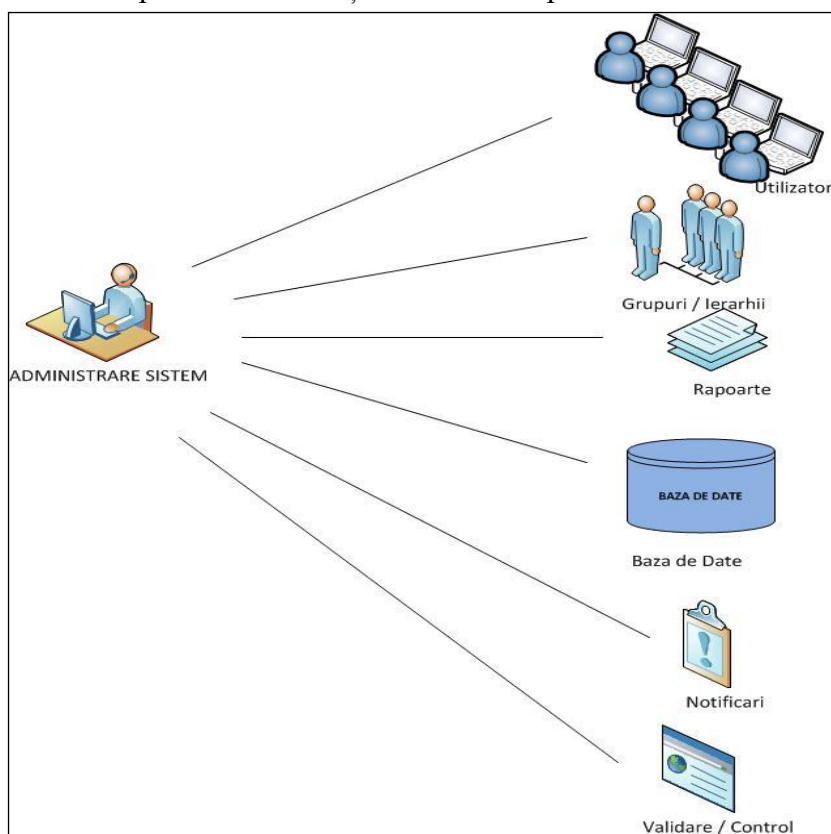 Utilizator
Grupuri / Ierarhii
Rapoarte
ADMINISTRARE SISTEM
BAZA DE DATE
Baza de Date
Notificari
Validare / Control